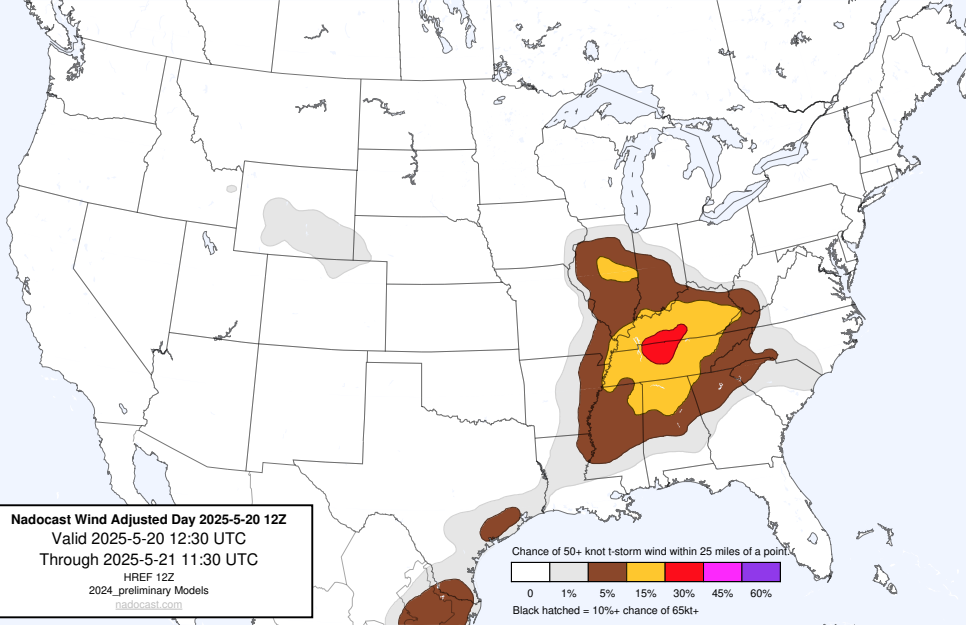 Nadocast Wind Adjusted Day 2025-5-20 12Z
Valid 2025-5-20 12:30 UTC
Through 2025-5-21 11:30 UTC
HREF 12Z
2024_preliminary Models
nadocast.com
Chance of 50+ knot t-storm wind within 25 miles of a point.
0 1% 5% 15% 30% 45% 60%
Black hatched = 10%+ chance of 65kt+